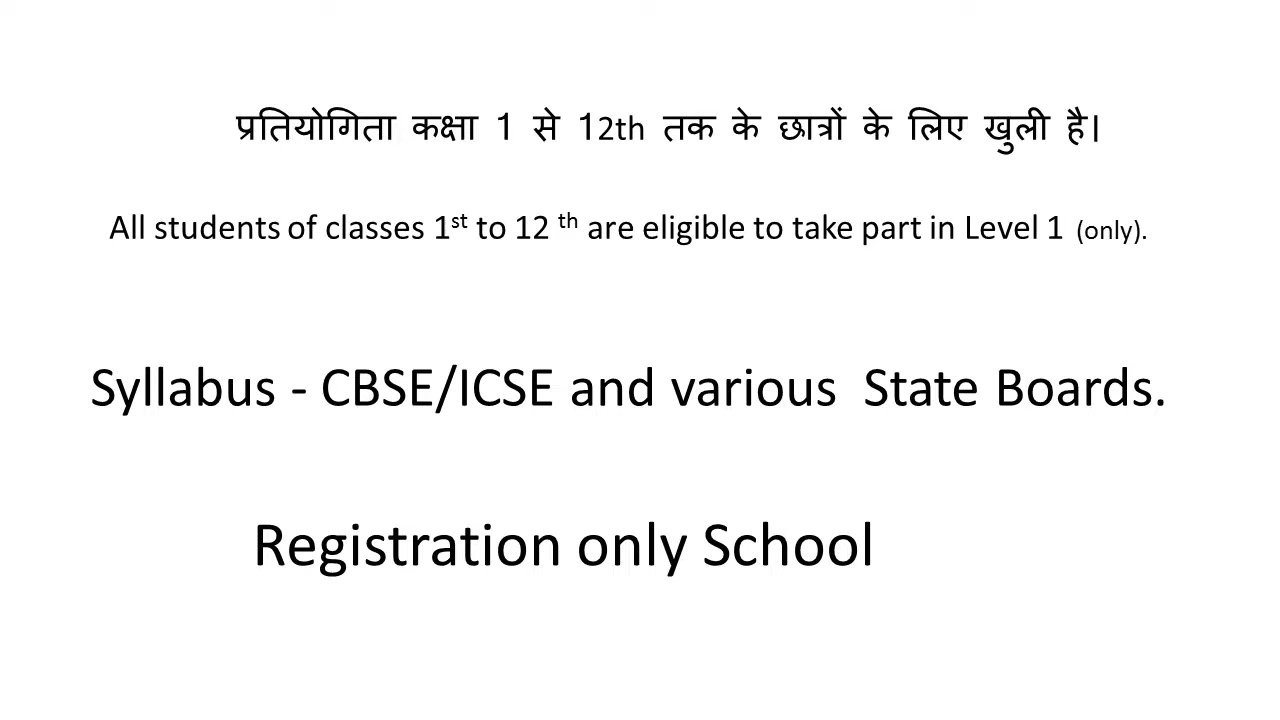 प्रतियोगिता कक्षा 1 से 12th तक के छात्रों के लिए खुली है।
All students of classes 1st to 12 th are eligible to take part in Level 1 (only).
Syllabus - CBSE/ICSE and various State Boards.
Registration only School